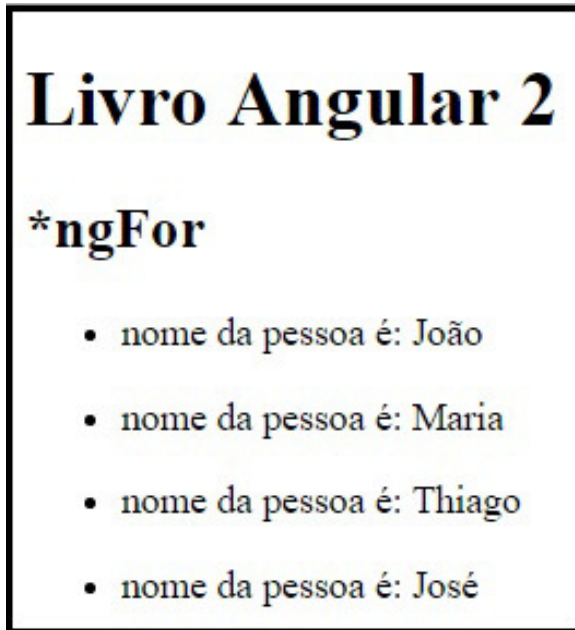 Livro Angular 2
*ngFor
• nome da pessoa é: João
• nome da pessoa é: Maria
• nome da pessoa é: Thiago
• nome da pessoa é: José